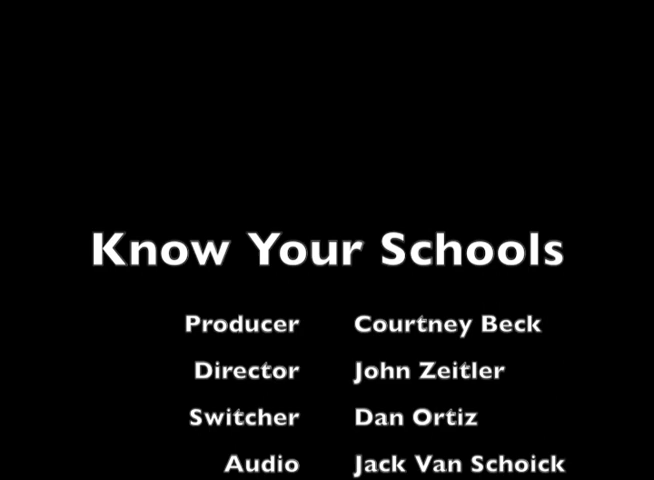 Know Your Schools
Producer Courtney Beck
Director John Zeitler
Switcher Dan Ortiz
Audio Jack Van Schoick